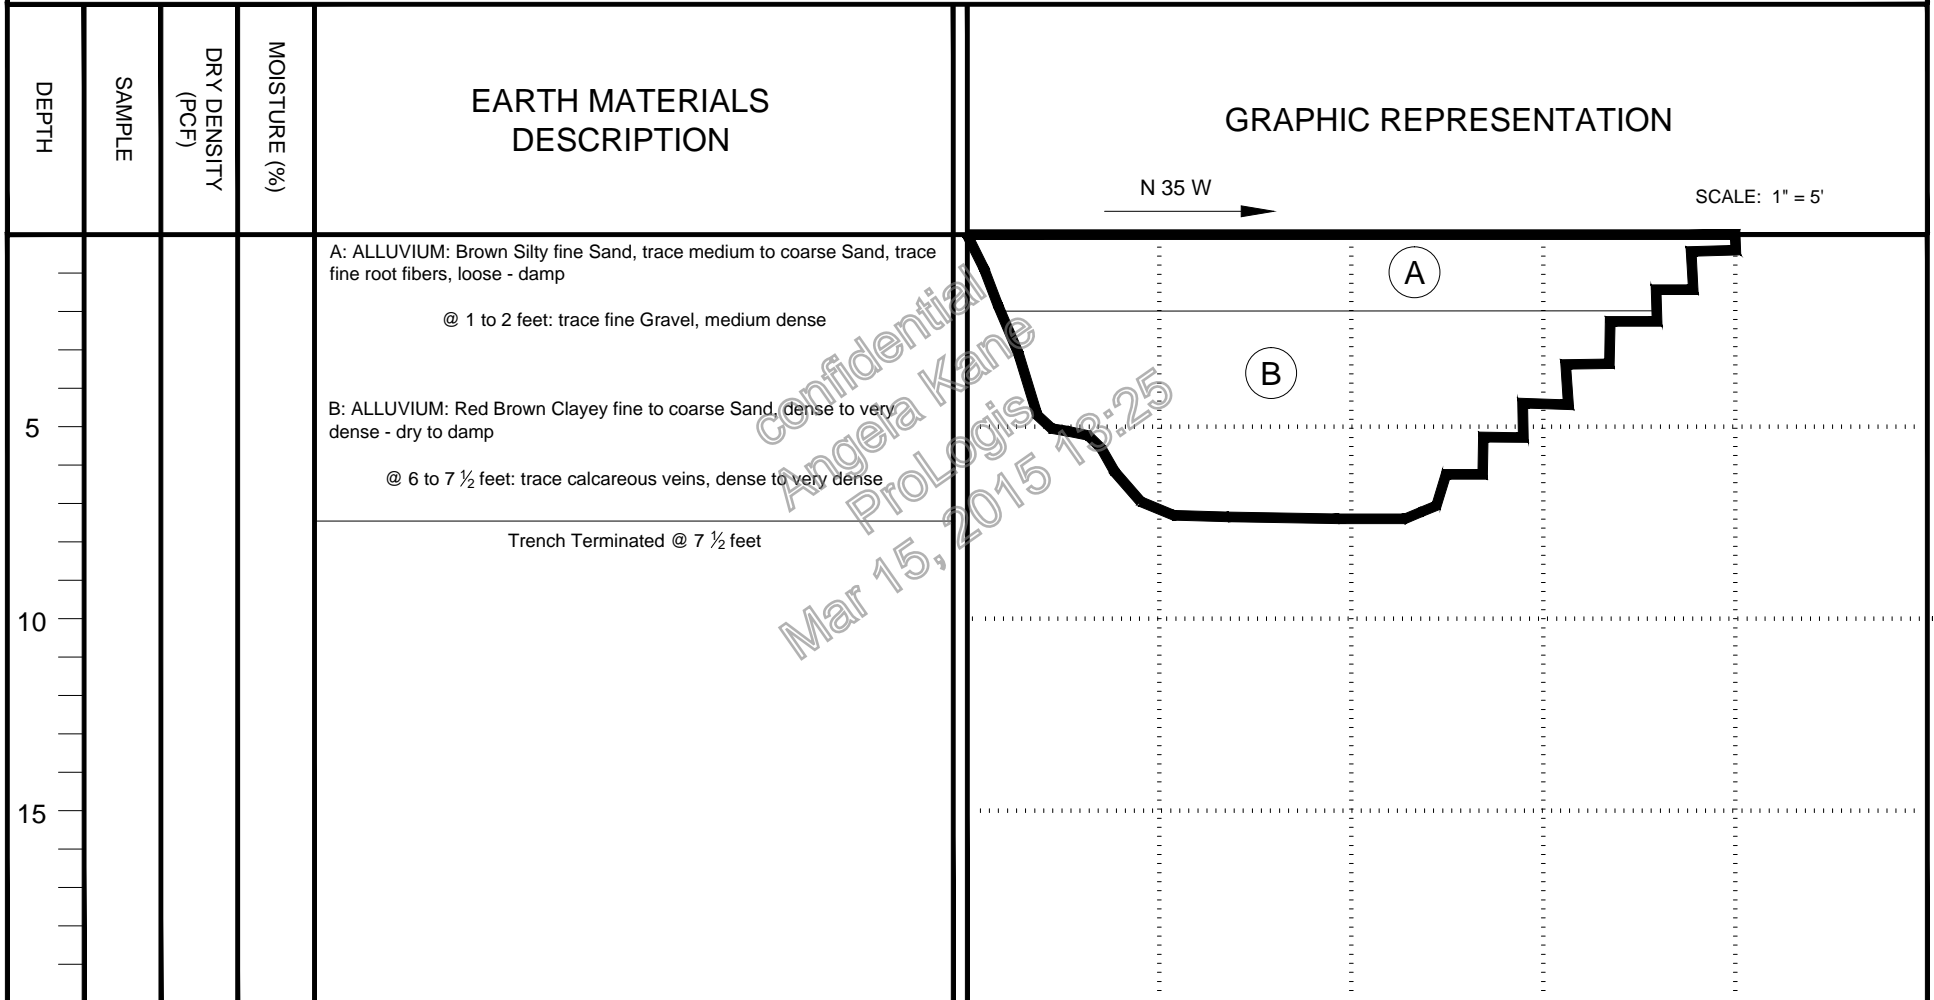 DEPTH
SAMPLE
DRY DENSITY
(PCF)
MOISTURE (%)
EARTH MATERIALS
DESCRIPTION
GRAPHIC REPRESENTATION
N 35 W
SCALE: 1" = 5'
A: ALLUVIUM: Brown Silty fine Sand, trace medium to coarse Sand, trace
fine root fibers, loose - damp
@ 1 to 2 feet: trace fine Gravel, medium dense
B: ALLUVIUM: Red Brown Clayey fine to coarse Sand, dense to very
dense - dry to damp
@ 6 to 7 ½ feet: trace calcareous veins, dense to very dense
Trench Terminated @ 7 ½ feet
5
10
15
A
B
confidential
Angela Kane
ProLogis
Mar 15, 2015 18:25